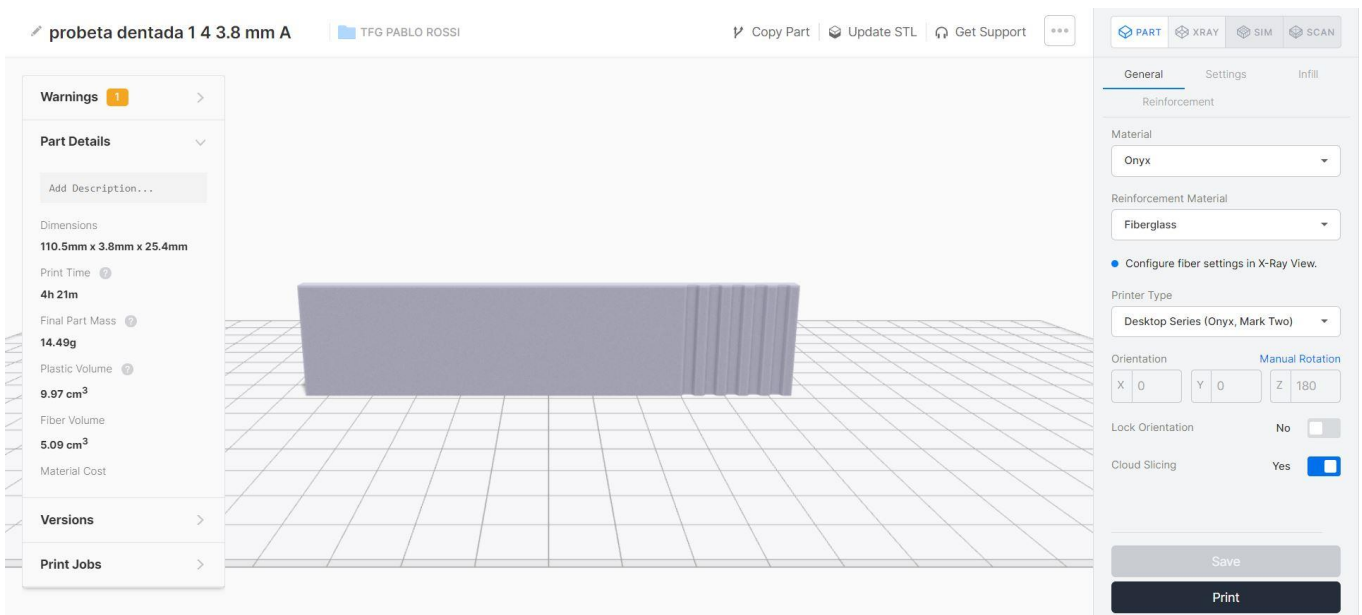 probeta dentada 1 4 3.8 mm A
TFG PABLO ROSSI
Copy Part
Update STL
Get Support
Warnings 1
Part Details
Add Description...
Dimensions
110.5mm x 3.8mm x 25.4mm
Print Time ?
4h 21m
Final Part Mass ?
14.49g
Plastic Volume ?
9.97 cm³
Fiber Volume
5.09 cm³
Material Cost
Versions
Print Jobs
PART XRAY SIM SCAN
General Settings Infill
Reinforcement
Material
Onyx
Reinforcement Material
Fiberglass
Configure fiber settings in X-Ray View.
Printer Type
Desktop Series (Onyx, Mark Two)
Orientation Manual Rotation
X 0 Y 0 Z 180
Lock Orientation No
Cloud Slicing Yes
Save
Print